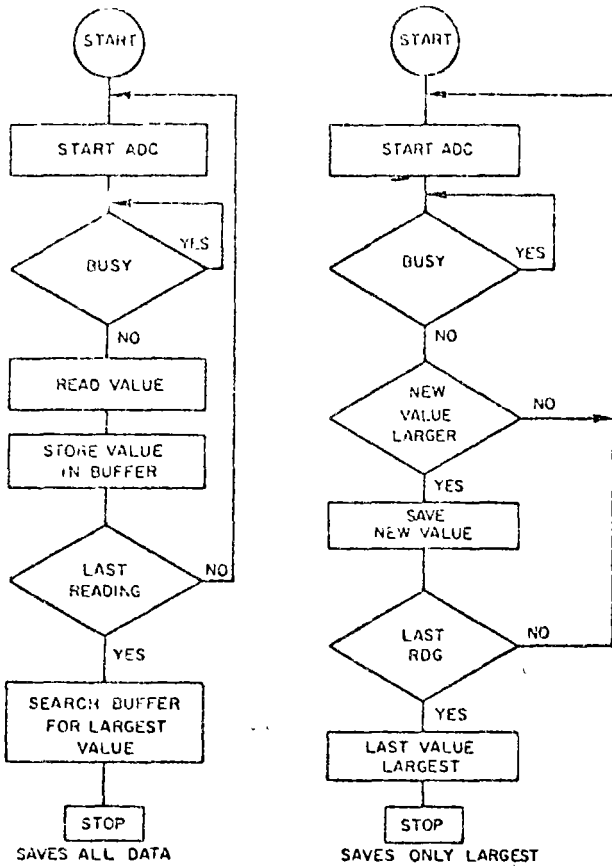 START
START ADC
BUSY
YES
NO
READ VALUE
STORE VALUE
IN BUFFER
LAST
READING
NO
YES
SEARCH BUFFER
FOR LARGEST
VALUE
STOP
SAVES ALL DATA
START
START ADC
BUSY
YES
NO
NEW
VALUE
LARGER
NO
YES
SAVE
NEW VALUE
LAST
RDG
NO
YES
LAST VALUE
LARGEST
STOP
SAVES ONLY LARGEST